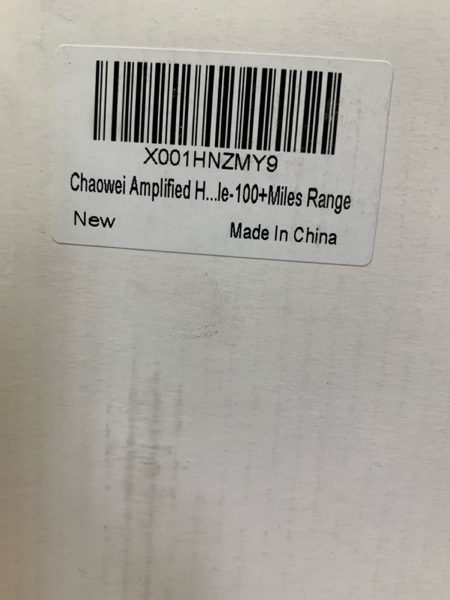 X001HNZMY9
Chaowei Amplified H...le-100+Miles Range
New
Made In China